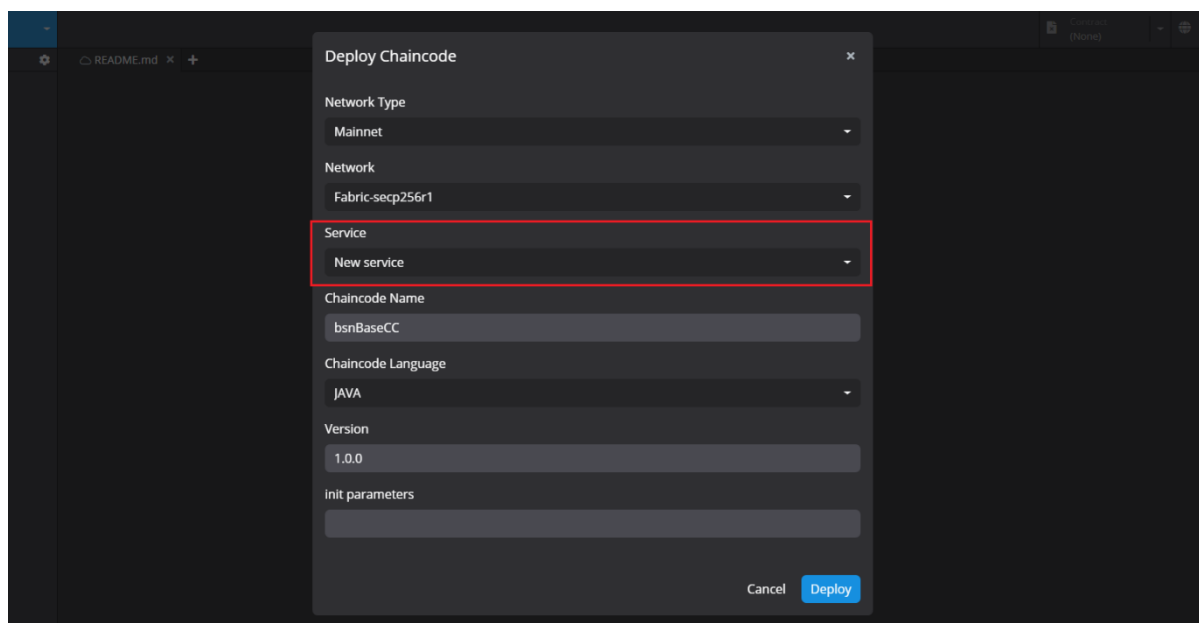 Contract
(None)
README.md
Deploy Chaincode
Network Type
Mainnet
Network
Fabric-secp256r1
Service
New service
Chaincode Name
bsnBaseCC
Chaincode Language
JAVA
Version
1.0.0
init parameters
Cancel
Deploy